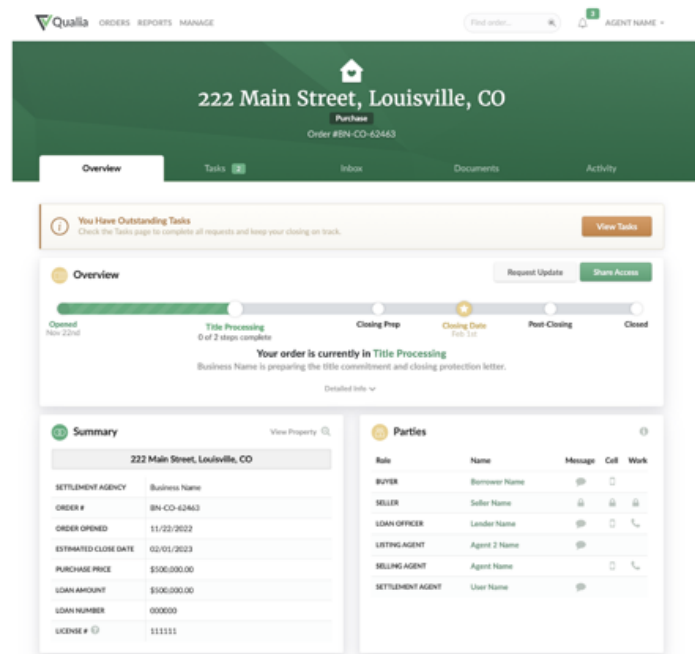 Qualia ORDERS REPORTS MANAGE Find order... 3 AGENT NAME
222 Main Street, Louisville, CO
Purchase
Order #BN-CO-62463
Overview Tasks 2 Inbox Documents Activity
You Have Outstanding Tasks
Check the Tasks page to complete all requests and keep your closing on track.
View Tasks
Overview Request Update Share Access
Opened Title Processing Closing Prep Closing Date Post-Closing Closed
Nov 22nd 0 of 2 steps complete Feb 1st
Your order is currently in Title Processing
Business Name is preparing the title commitment and closing protection letter.
Detailed Info
Summary View Property
222 Main Street, Louisville, CO
SETTLEMENT AGENCY Business Name
ORDER # BN-CO-62463
ORDER OPENED 11/22/2022
ESTIMATED CLOSE DATE 02/01/2023
PURCHASE PRICE $500,000.00
LOAN AMOUNT $500,000.00
LOAN NUMBER 000000
LICENSE # 111111
Parties
Role Name Message Cell Work
BUYER Borrower Name
SELLER Seller Name
LOAN OFFICER Lender Name
LISTING AGENT Agent 2 Name
SELLING AGENT Agent Name
SETTLEMENT AGENT User Name